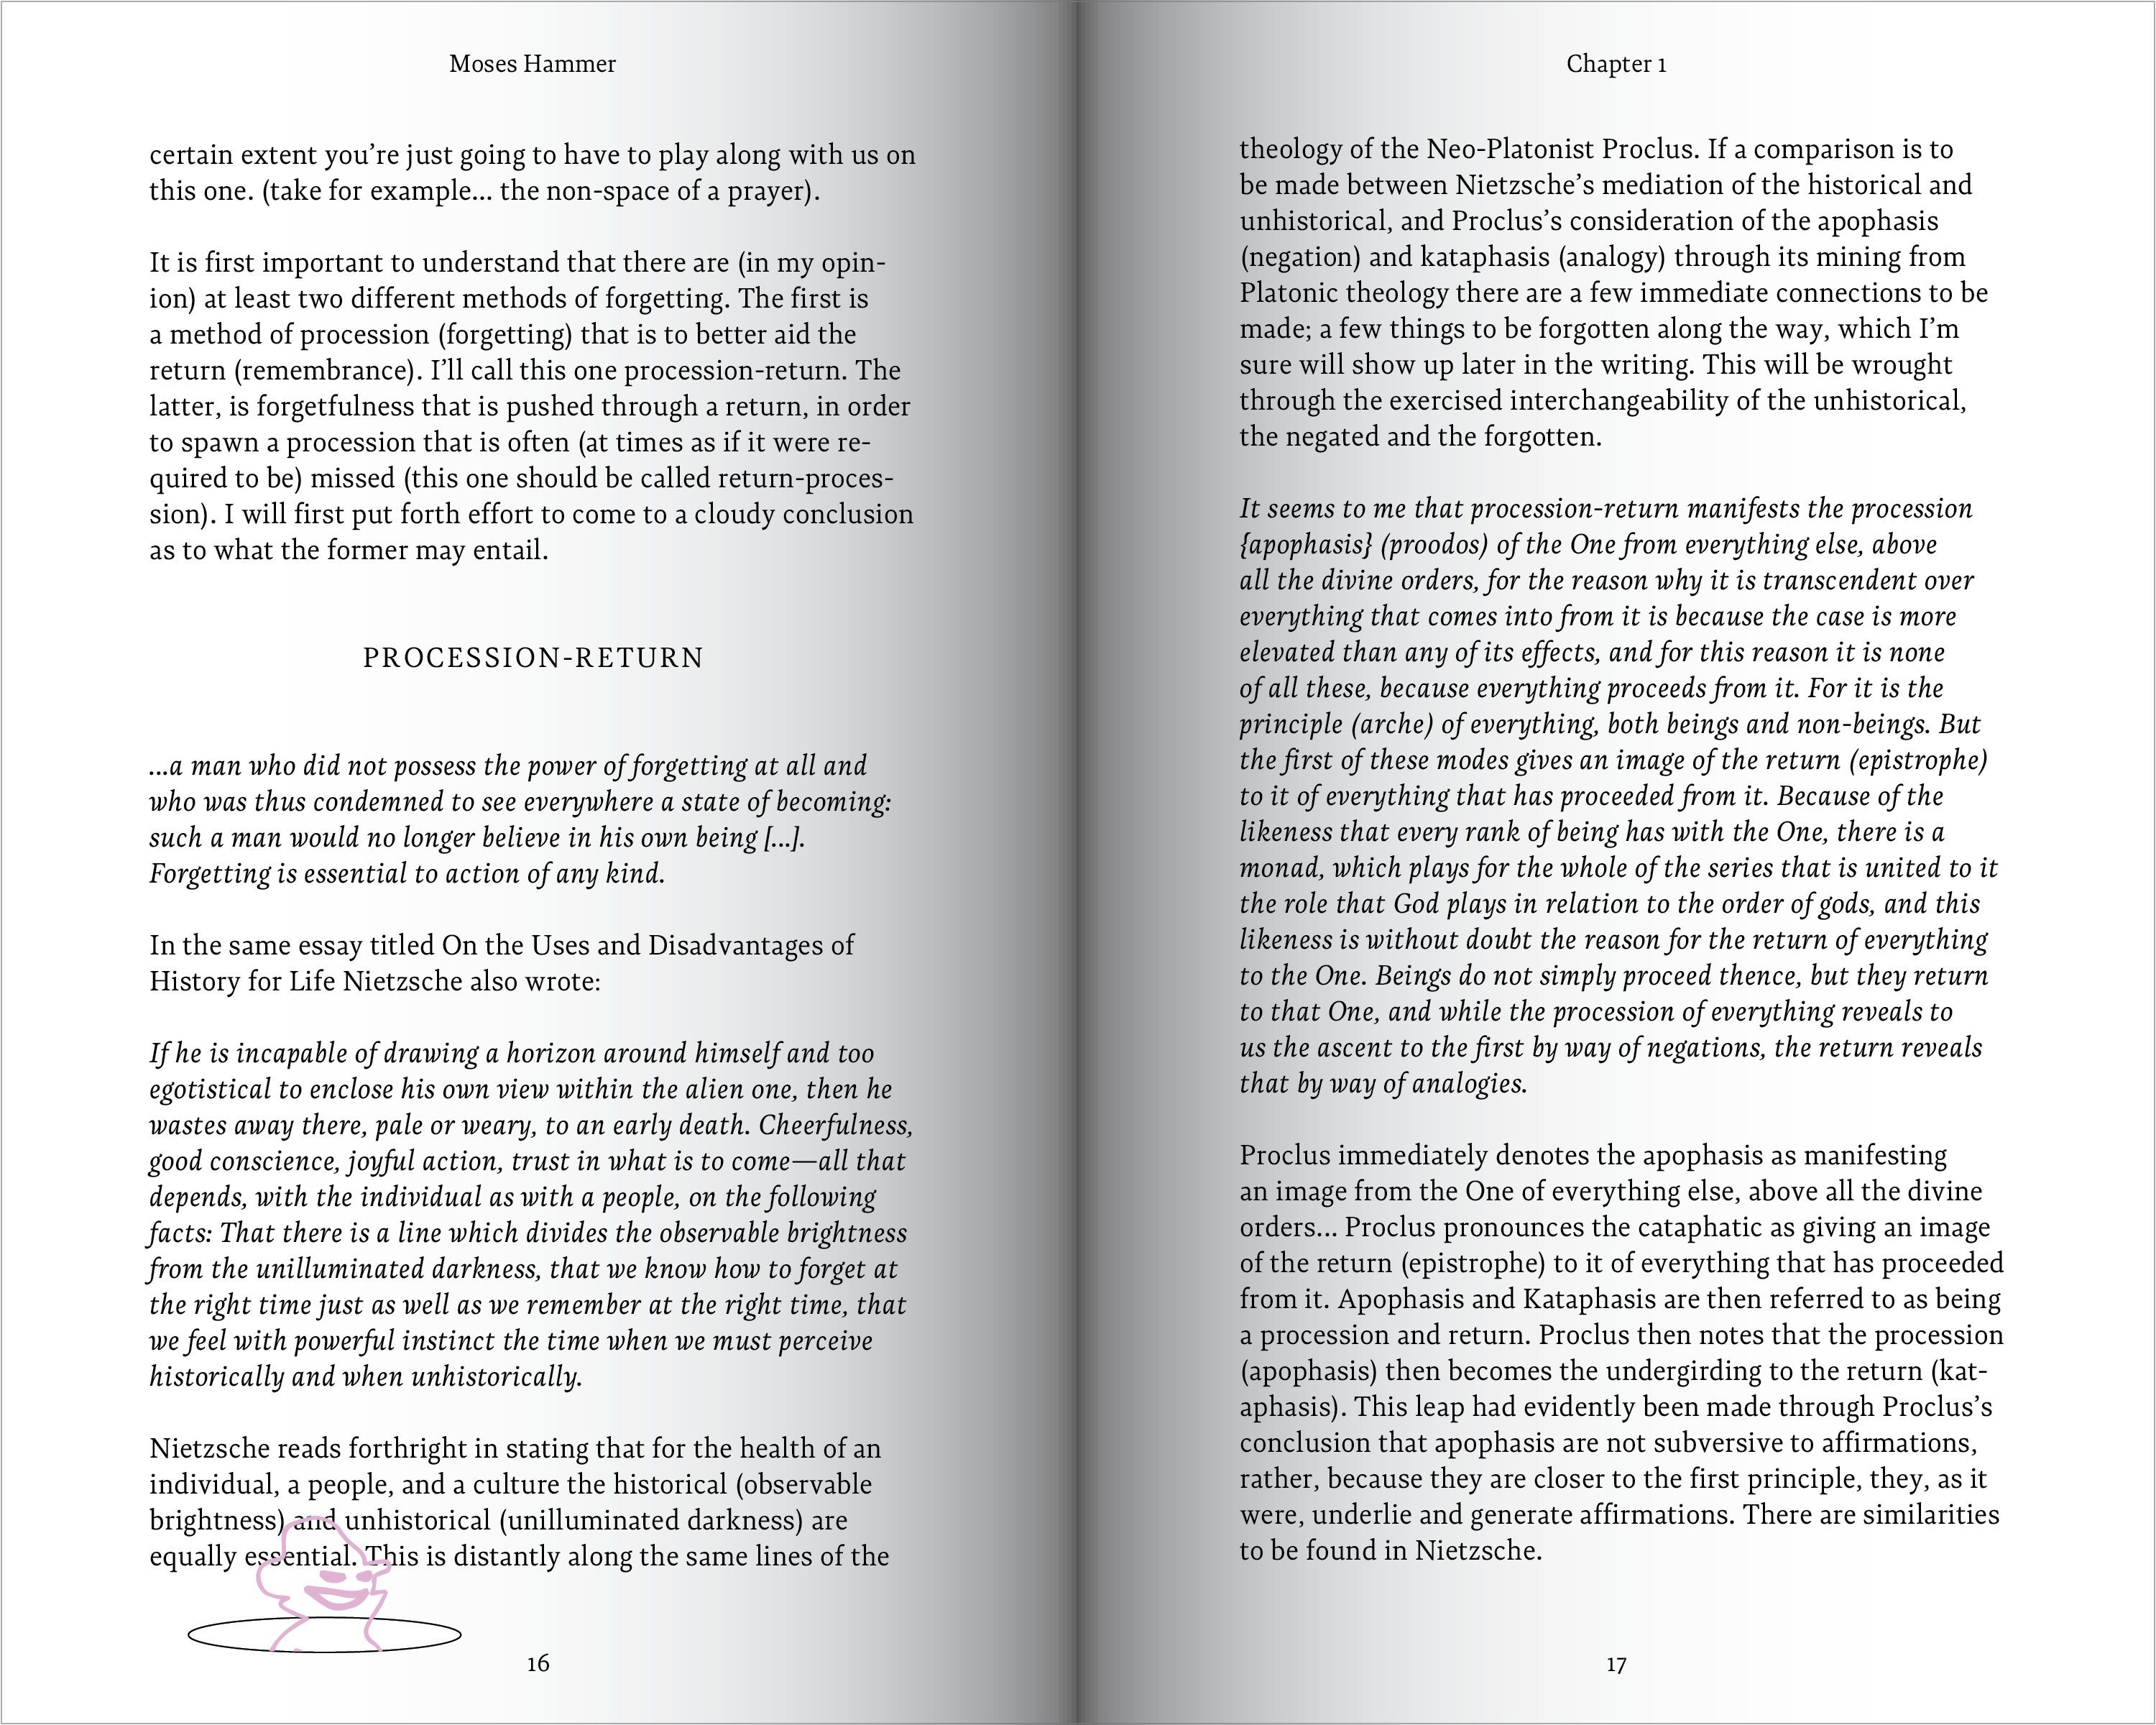 Moses Hammer
certain extent you’re just going to have to play along with us on
this one. (take for example... the non-space of a prayer).
It is first important to understand that there are (in my opin-
ion) at least two different methods of forgetting. The first is
a method of procession (forgetting) that is to better aid the
return (remembrance). I’ll call this one procession-return. The
latter, is forgetfulness that is pushed through a return, in order
to spawn a procession that is often (at times as if it were re-
quired to be) missed (this one should be called return-proces-
sion). I will first put forth effort to come to a cloudy conclusion
as to what the former may entail.
PROCESSION-RETURN
...a man who did not possess the power of forgetting at all and
who was thus condemned to see everywhere a state of becoming:
such a man would no longer believe in his own being [...].
Forgetting is essential to action of any kind.
In the same essay titled On the Uses and Disadvantages of
History for Life Nietzsche also wrote:
If he is incapable of drawing a horizon around himself and too
egotistical to enclose his own view within the alien one, then he
wastes away there, pale or weary, to an early death. Cheerfulness,
good conscience, joyful action, trust in what is to come—all that
depends, with the individual as with a people, on the following
facts: That there is a line which divides the observable brightness
from the unilluminated darkness, that we know how to forget at
the right time just as well as we remember at the right time, that
we feel with powerful instinct the time when we must perceive
historically and when unhistorically.
Nietzsche reads forthright in stating that for the health of an
individual, a people, and a culture the historical (observable
brightness) and unhistorical (unilluminated darkness) are
equally essential. This is distantly along the same lines of the
16
Chapter 1
theology of the Neo-Platonist Proclus. If a comparison is to
be made between Nietzsche’s mediation of the historical and
unhistorical, and Proclus’s consideration of the apophasis
(negation) and kataphasis (analogy) through its mining from
Platonic theology there are a few immediate connections to be
made; a few things to be forgotten along the way, which I’m
sure will show up later in the writing. This will be wrought
through the exercised interchangeability of the unhistorical,
the negated and the forgotten.
It seems to me that procession-return manifests the procession
{apophasis} (proodos) of the One from everything else, above
all the divine orders, for the reason why it is transcendent over
everything that comes into from it is because the case is more
elevated than any of its effects, and for this reason it is none
of all these, because everything proceeds from it. For it is the
principle (arche) of everything, both beings and non-beings. But
the first of these modes gives an image of the return (epistrophe)
to it of everything that has proceeded from it. Because of the
likeness that every rank of being has with the One, there is a
monad, which plays for the whole of the series that is united to it
the role that God plays in relation to the order of gods, and this
likeness is without doubt the reason for the return of everything
to the One. Beings do not simply proceed thence, but they return
to that One, and while the procession of everything reveals to
us the ascent to the first by way of negations, the return reveals
that by way of analogies.
Proclus immediately denotes the apophasis as manifesting
an image from the One of everything else, above all the divine
orders... Proclus pronounces the cataphatic as giving an image
of the return (epistrophe) to it of everything that has proceeded
from it. Apophasis and Kataphasis are then referred to as being
a procession and return. Proclus then notes that the procession
(apophasis) then becomes the undergirding to the return (kat-
aphasis). This leap had evidently been made through Proclus’s
conclusion that apophasis are not subversive to affirmations,
rather, because they are closer to the first principle, they, as it
were, underlie and generate affirmations. There are similarities
to be found in Nietzsche.
17